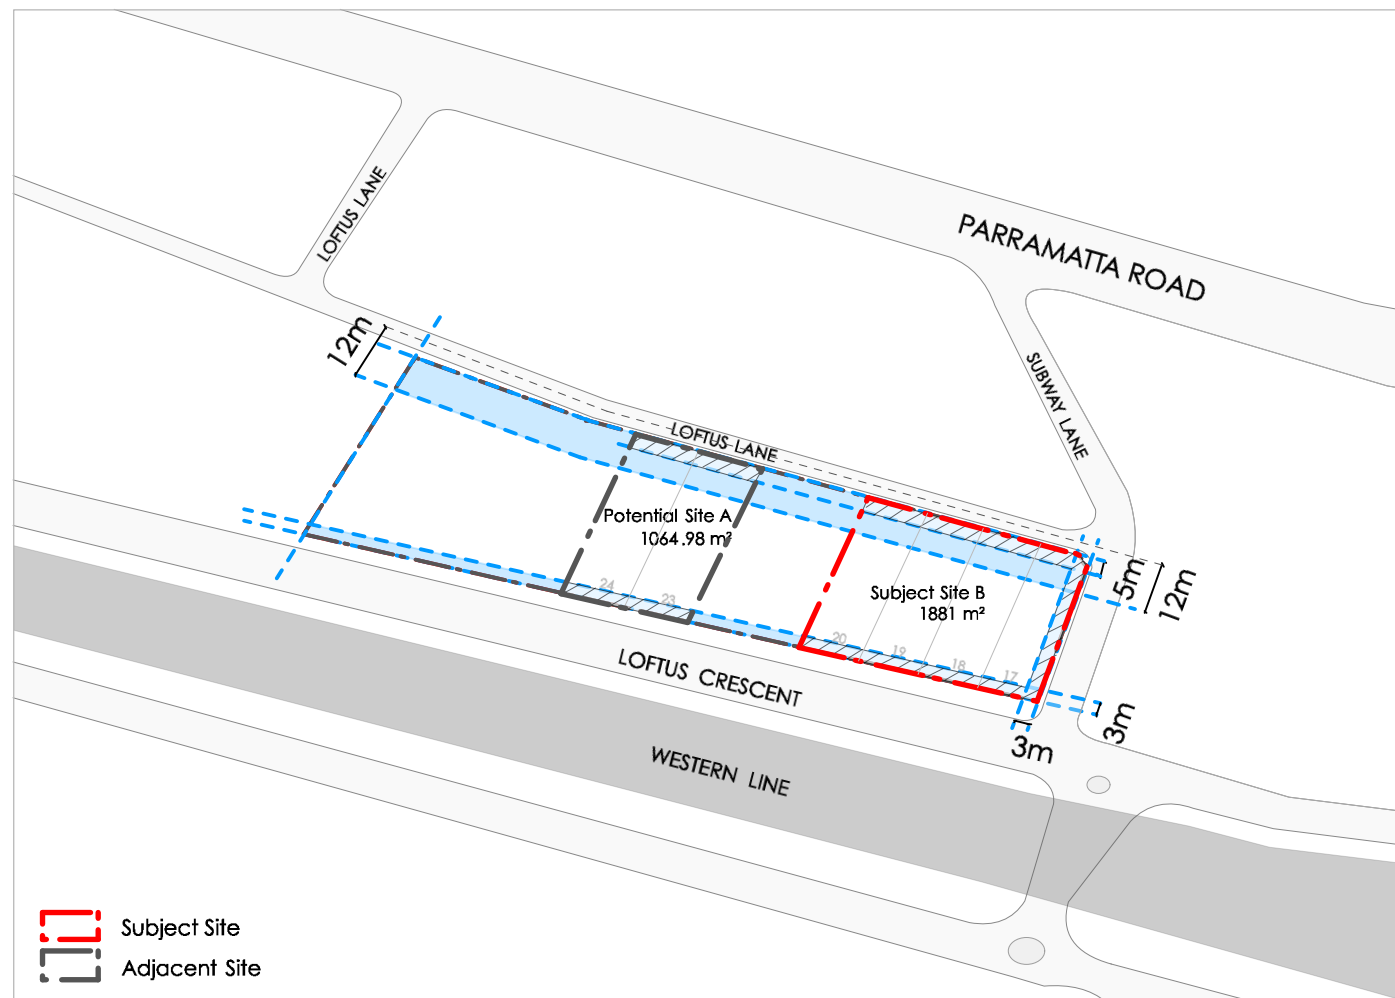 PARRAMATTA ROAD
LOFTUS LANE
12m
SUBWAY LANE
LOFTUS LANE
Potential Site A
1064.98 m²
5m
12m
Subject Site B
1881 m²
24
23
20
19
18
17
LOFTUS CRESCENT
3m
3m
WESTERN LINE
Subject Site
Adjacent Site